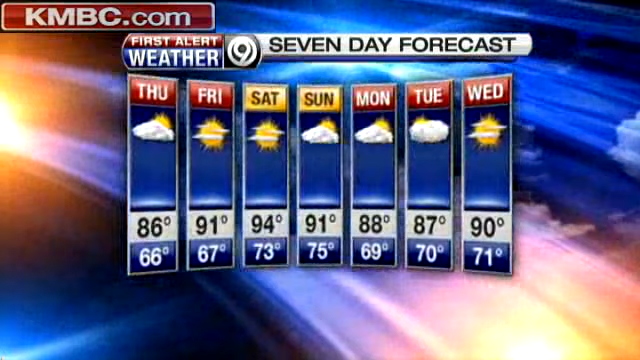 KMBC.com
FIRST ALERT
WEATHER 9
SEVEN DAY FORECAST
THU FRI SAT SUN MON TUE WED
86° 91° 94° 91° 88° 87° 90°
66° 67° 73° 75° 69° 70° 71°